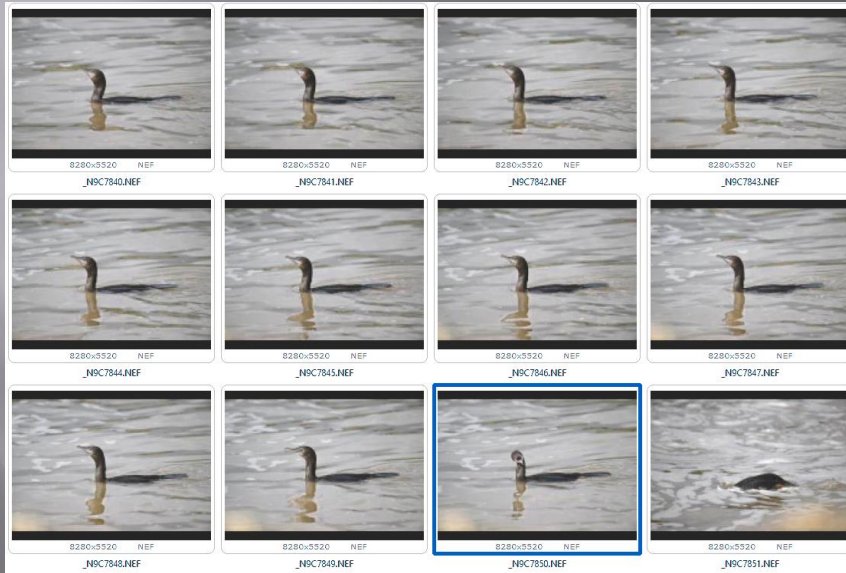 8280x5520 NEF
_N9C7840.NEF
8280x5520 NEF
_N9C7841.NEF
8280x5520 NEF
_N9C7842.NEF
8280x5520 NEF
_N9C7843.NEF
8280x5520 NEF
_N9C7844.NEF
8280x5520 NEF
_N9C7845.NEF
8280x5520 NEF
_N9C7846.NEF
8280x5520 NEF
_N9C7847.NEF
8280x5520 NEF
_N9C7848.NEF
8280x5520 NEF
_N9C7849.NEF
8280x5520 NEF
_N9C7850.NEF
8280x5520 NEF
_N9C7851.NEF